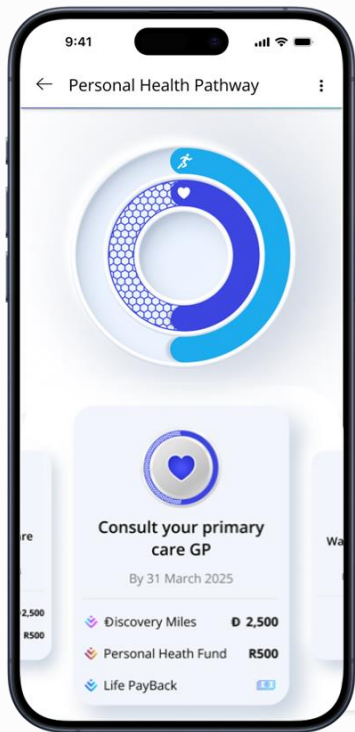 9:41
Personal Health Pathway
Consult your primary
care GP
By 31 March 2025
re
Wa
2,500
R500
Điscovery Miles Đ 2,500
Personal Heath Fund R500
Life PayBack